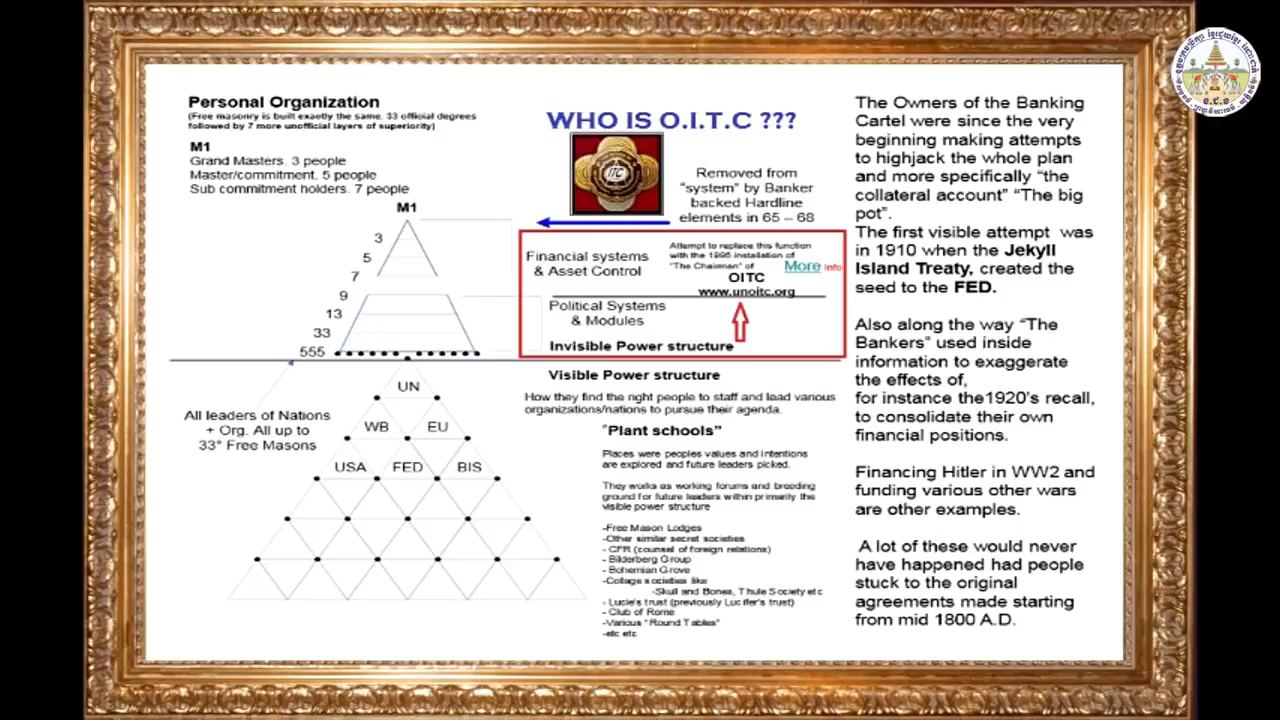 Personal Organization
(Free masonry is built exaxtly the same. 33 official degrees
followed by 7 more unofficial layers of superiority)
M1
Grand Masters. 3 people
Master/commitment. 5 people
Sub commitment holders. 7 people
M1
3
5
7
9
13
33
555
All leaders of Nations
+ Org. All up to
33° Free Masons
UN
WB EU
USA FED BIS
WHO IS O.I.T.C ???
ITC
Removed from
“system” by Banker
backed Hardline
elements in 65 – 68
Financial systems
& Asset Control
Attempt to replace this function
with the 1995 installation of
“The Chairman” of
More info
OITC
www.unoitc.org
Political Systems
& Modules
Invisible Power structure
Visible Power structure
How they find the right people to staff and lead various
organizations/nations to pursue their agenda.
“Plant schools”
Places were peoples values and intentions
are explored and future leaders picked.
They works as working forums and breeding
ground for future leaders within primarily the
visible power structure
-Free Mason Lodges
-Other similar secret societies
- CFR (counsel of foreign relations)
- Bilderberg Group
- Bohemian Grove
-Collage societies like
-Skull and Bones, Thule Society etc
- Lucie's trust (previously Lucifer's trust)
- Club of Rome
-Various “Round Tables”
-etc etc
The Owners of the Banking
Cartel were since the very
beginning making attempts
to highjack the whole plan
and more specifically “the
collateral account” “The big
pot”.
The first visible attempt was
in 1910 when the Jekyll
Island Treaty, created the
seed to the FED.
Also along the way “The
Bankers” used inside
information to exaggerate
the effects of,
for instance the1920’s recall,
to consolidate their own
financial positions.
Financing Hitler in WW2 and
funding various other wars
are other examples.
A lot of these would never
have happened had people
stuck to the original
agreements made starting
from mid 1800 A.D.